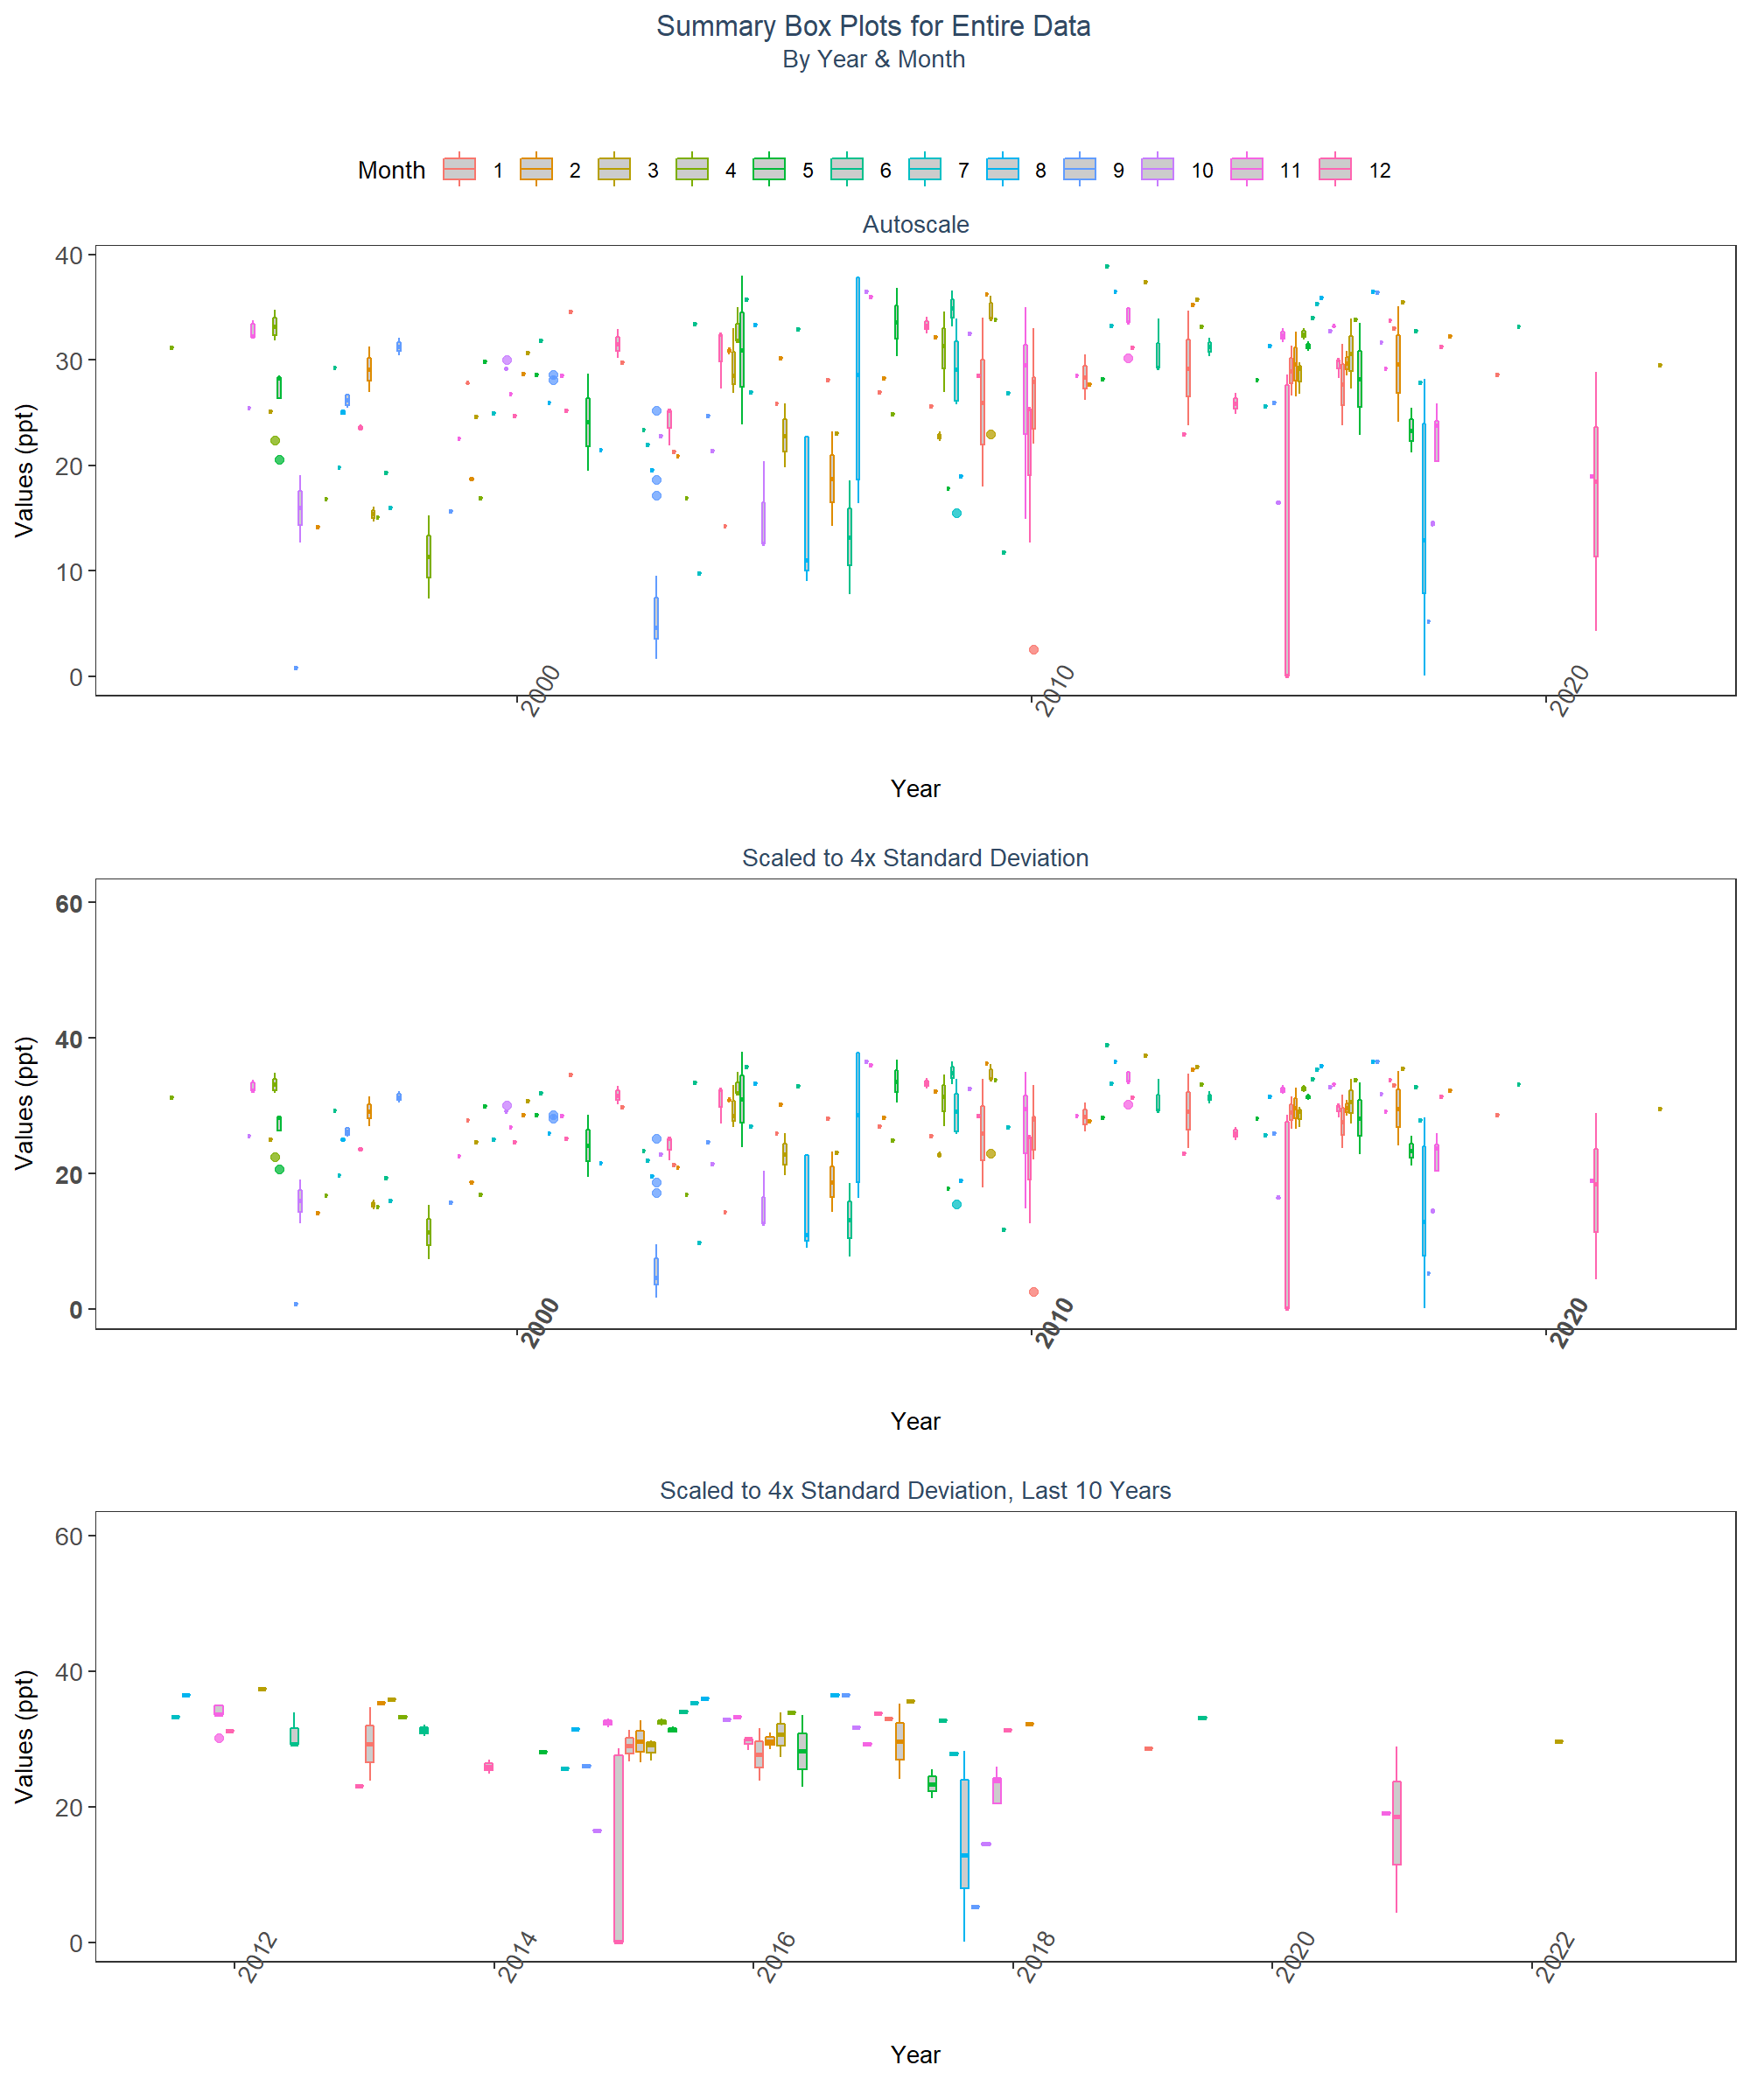 Summary Box Plots for Entire Data
By Year & Month
Month 1 2 3 4 5 6 7 8 9 10 11 12
Autoscale
Values (ppt)
40
30
20
10
0
2000 2010 2020
Year
Scaled to 4x Standard Deviation
Values (ppt)
60
40
20
0
2000 2010 2020
Year
Scaled to 4x Standard Deviation, Last 10 Years
Values (ppt)
60
40
20
0
2012 2014 2016 2018 2020 2022
Year